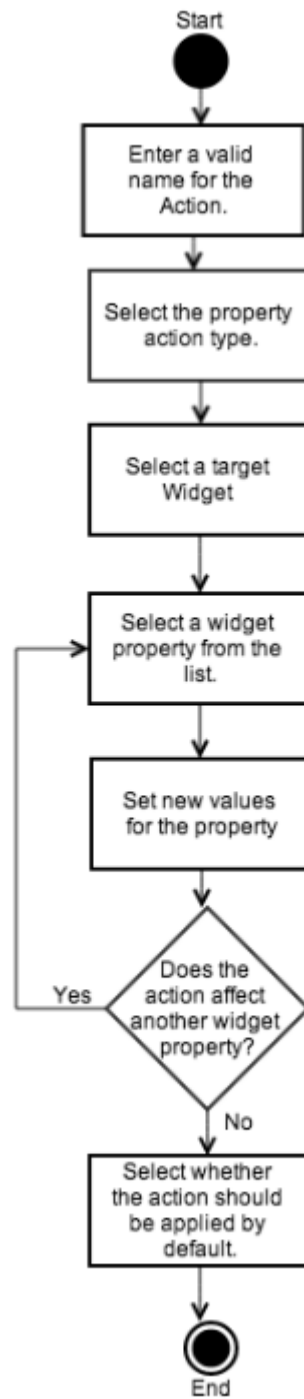 Start
Enter a valid
name for the
Action.
Select the property
action type.
Select a target
Widget
Select a widget
property from the
list.
Set new values
for the property
Does the
action affect
another widget
property?
Yes
No
Select whether
the action should
be applied by
default.
End